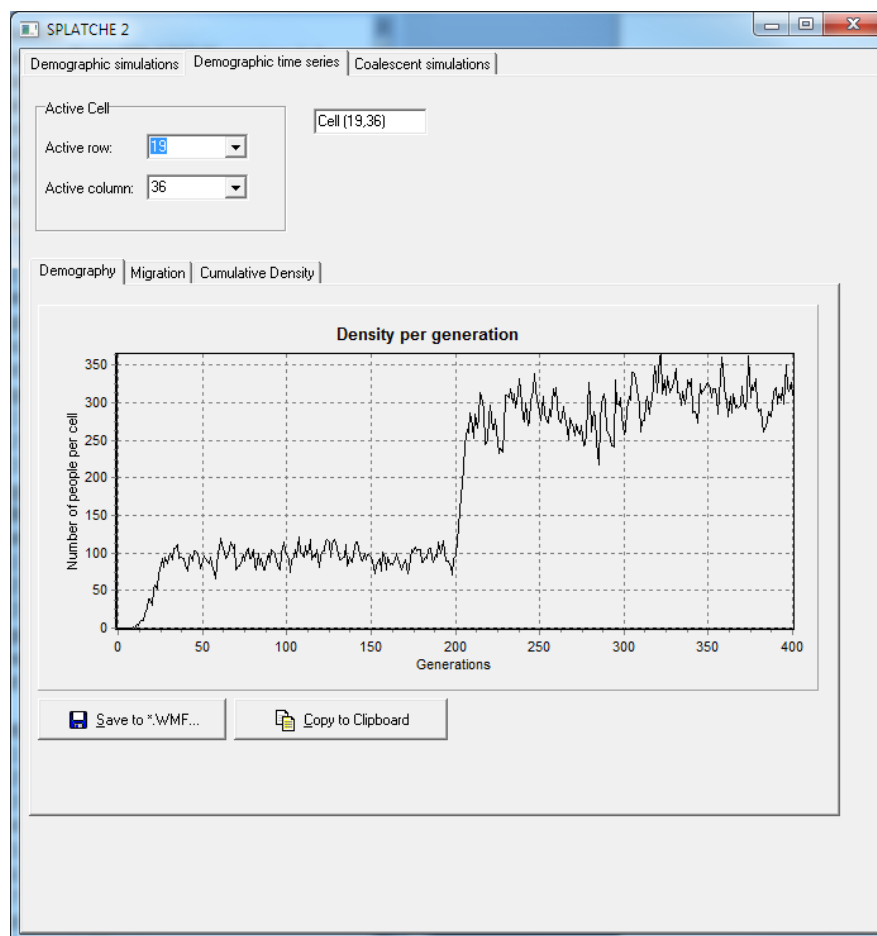 SPLATCHE 2
Demographic simulations Demographic time series Coalescent simulations
Active Cell
Cell (19,36)
Active row: 19
Active column: 36
Demography Migration Cumulative Density
Density per generation
350
300
250
200
150
100
50
0
Number of people per cell
0 50 100 150 200 250 300 350 400
Generations
Save to *.WMF... Copy to Clipboard